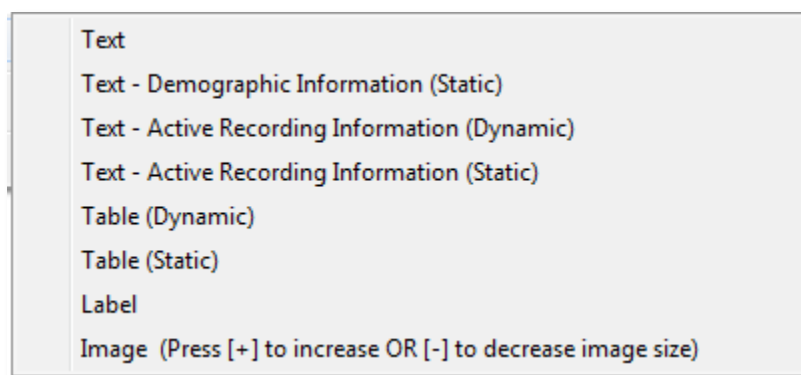 Text
Text - Demographic Information (Static)
Text - Active Recording Information (Dynamic)
Text - Active Recording Information (Static)
Table (Dynamic)
Table (Static)
Label
Image  (Press [+] to increase OR [-] to decrease image size)